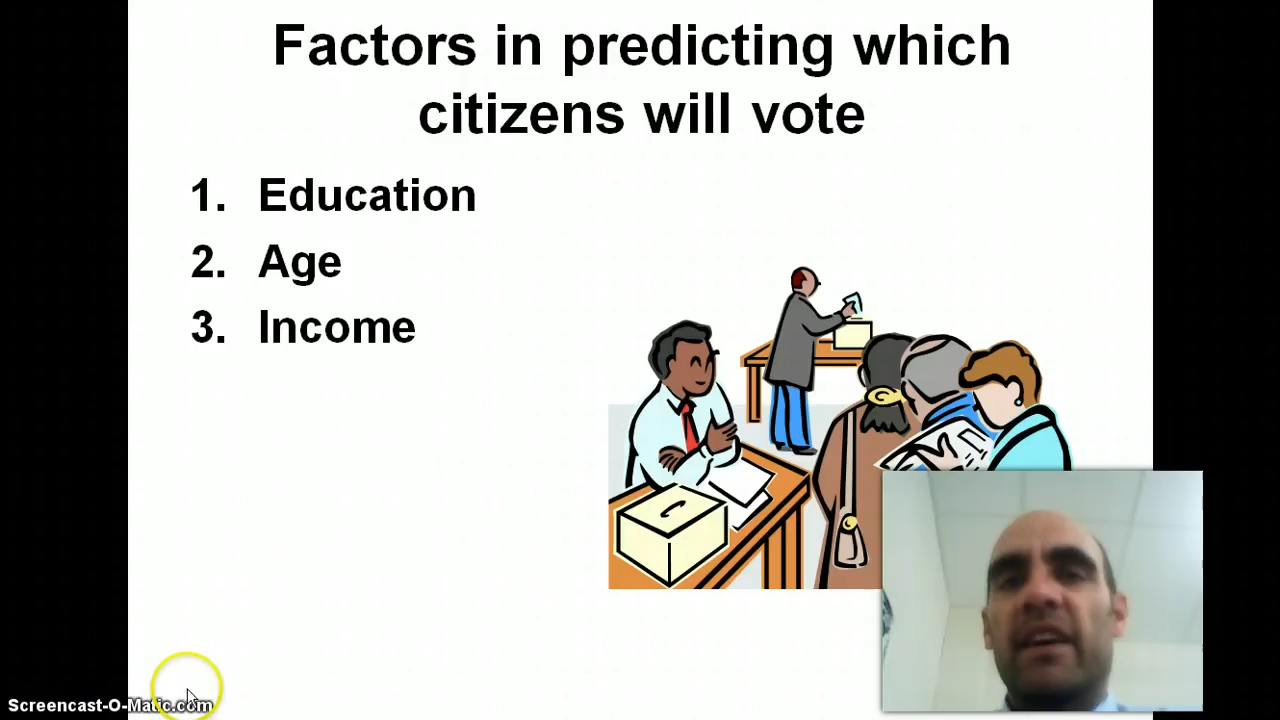 Factors in predicting which
citizens will vote
1. Education
2. Age
3. Income
Screencast-O-Matic.com